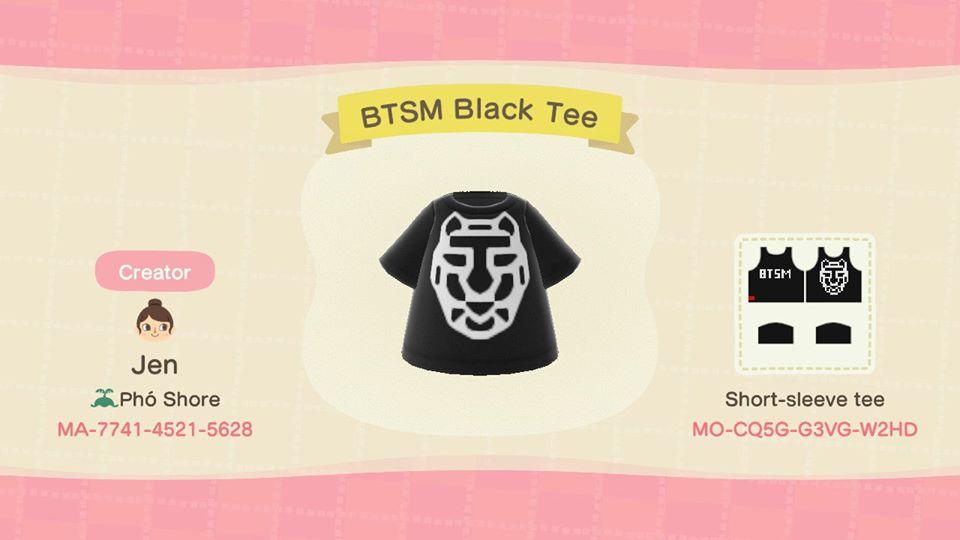 BTSM Black Tee
Creator
Jen
Phó Shore
MA-7741-4521-5628
BTSM
Short-sleeve tee
MO-CQ5G-G3VG-W2HD